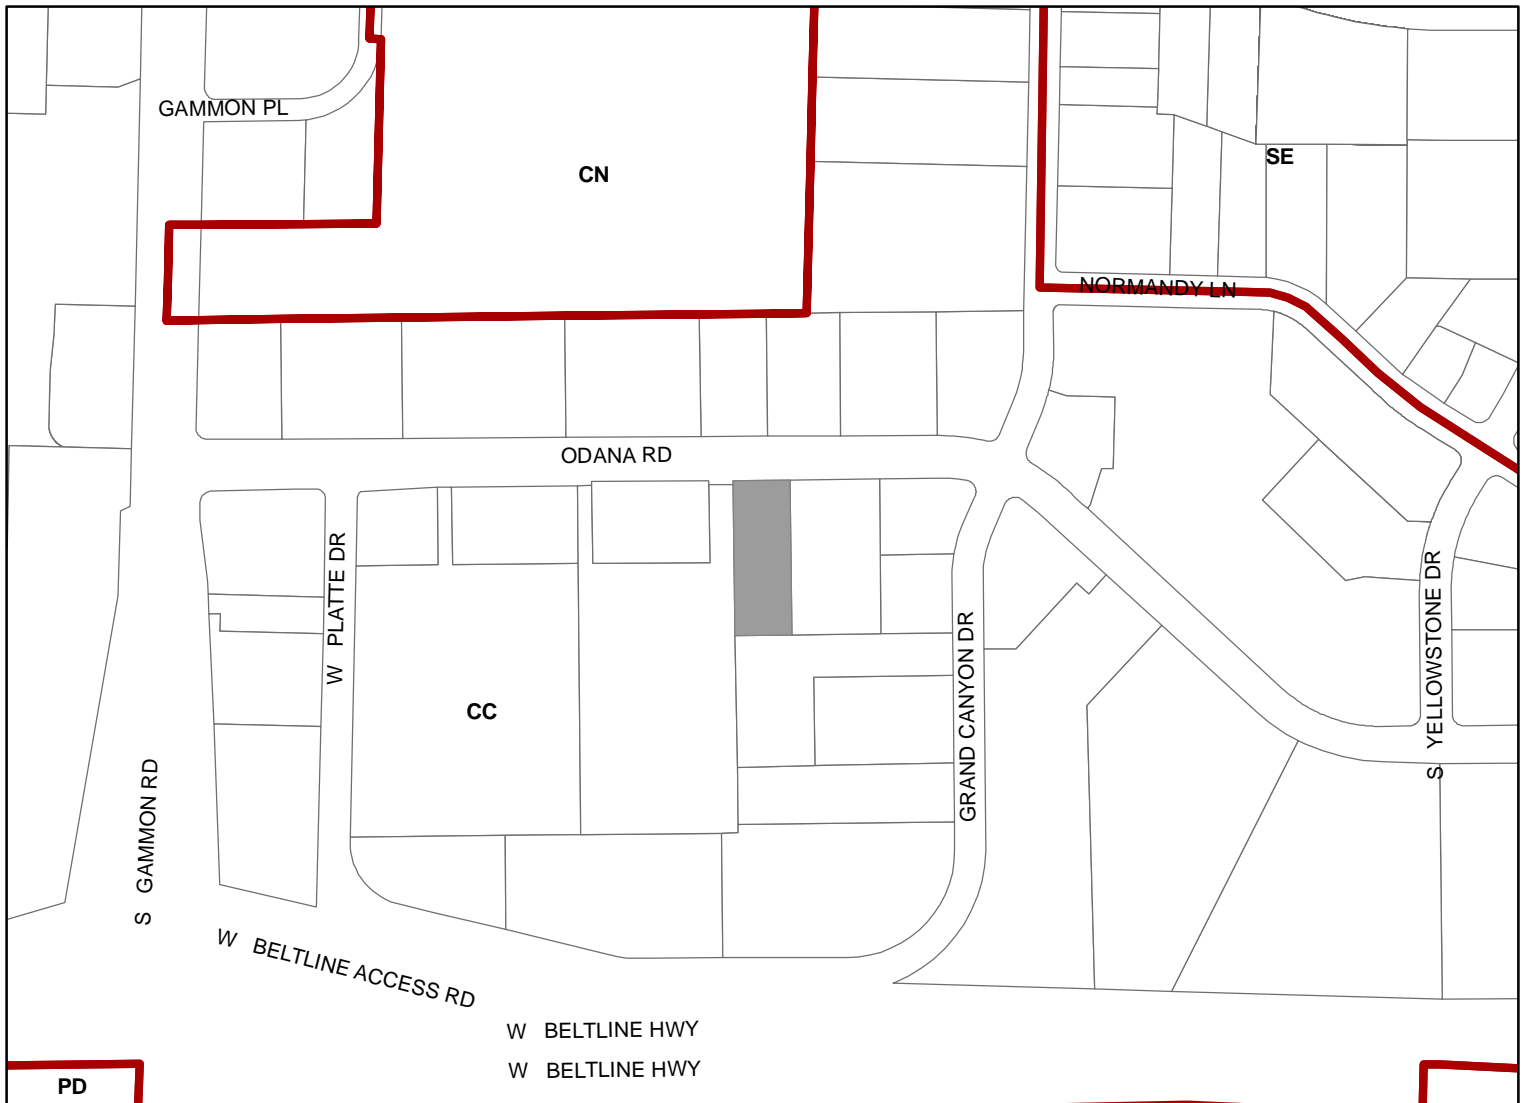 GAMMON PL
SE
CN
NORMANDY LN
ODANA RD
W PLATTE DR
S YELLOWSTONE DR
GRAND CANYON DR
CC
S GAMMON RD
W BELTLINE ACCESS RD
W BELTLINE HWY
W BELTLINE HWY
PD